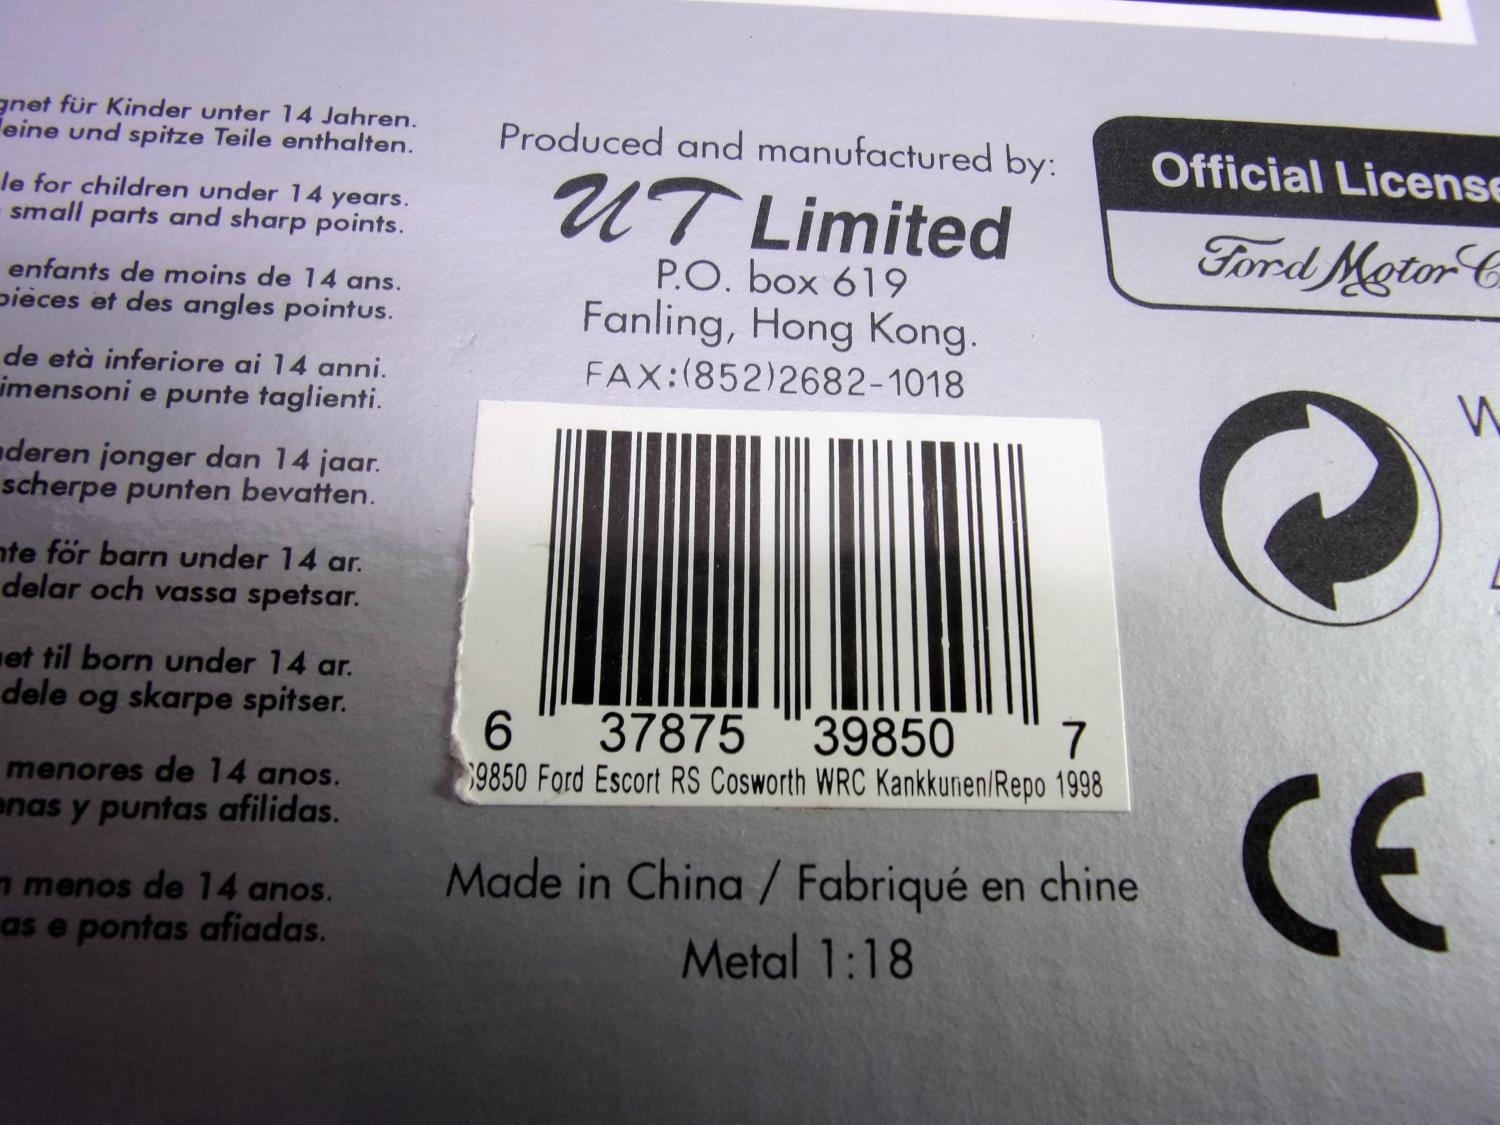 gnet für Kinder unter 14 Jahren.
leine und spitze Teile enthalten.
le for children under 14 years.
small parts and sharp points.
enfants de moins de 14 ans.
pièces et des angles pointus.
de età inferiore ai 14 anni.
imensoni e punte taglienti.
deren jonger dan 14 jaar.
scherpe punten bevatten.
nte för barn under 14 ar.
delar och vassa spetsar.
et til born under 14 ar.
dele og skarpe spitser.
menores de 14 anos.
nas y puntas afilidas.
menos de 14 anos.
as e pontas afiadas.
Produced and manufactured by:
UT Limited
P.O. box 619
Fanling, Hong Kong.
FAX:(852)2682-1018
6 37875 39850 7
39850 Ford Escort RS Cosworth WRC Kankkunen/Repo 1998
Made in China / Fabriqué en chine
Metal 1:18
Official License
Ford Motor C
W
CE